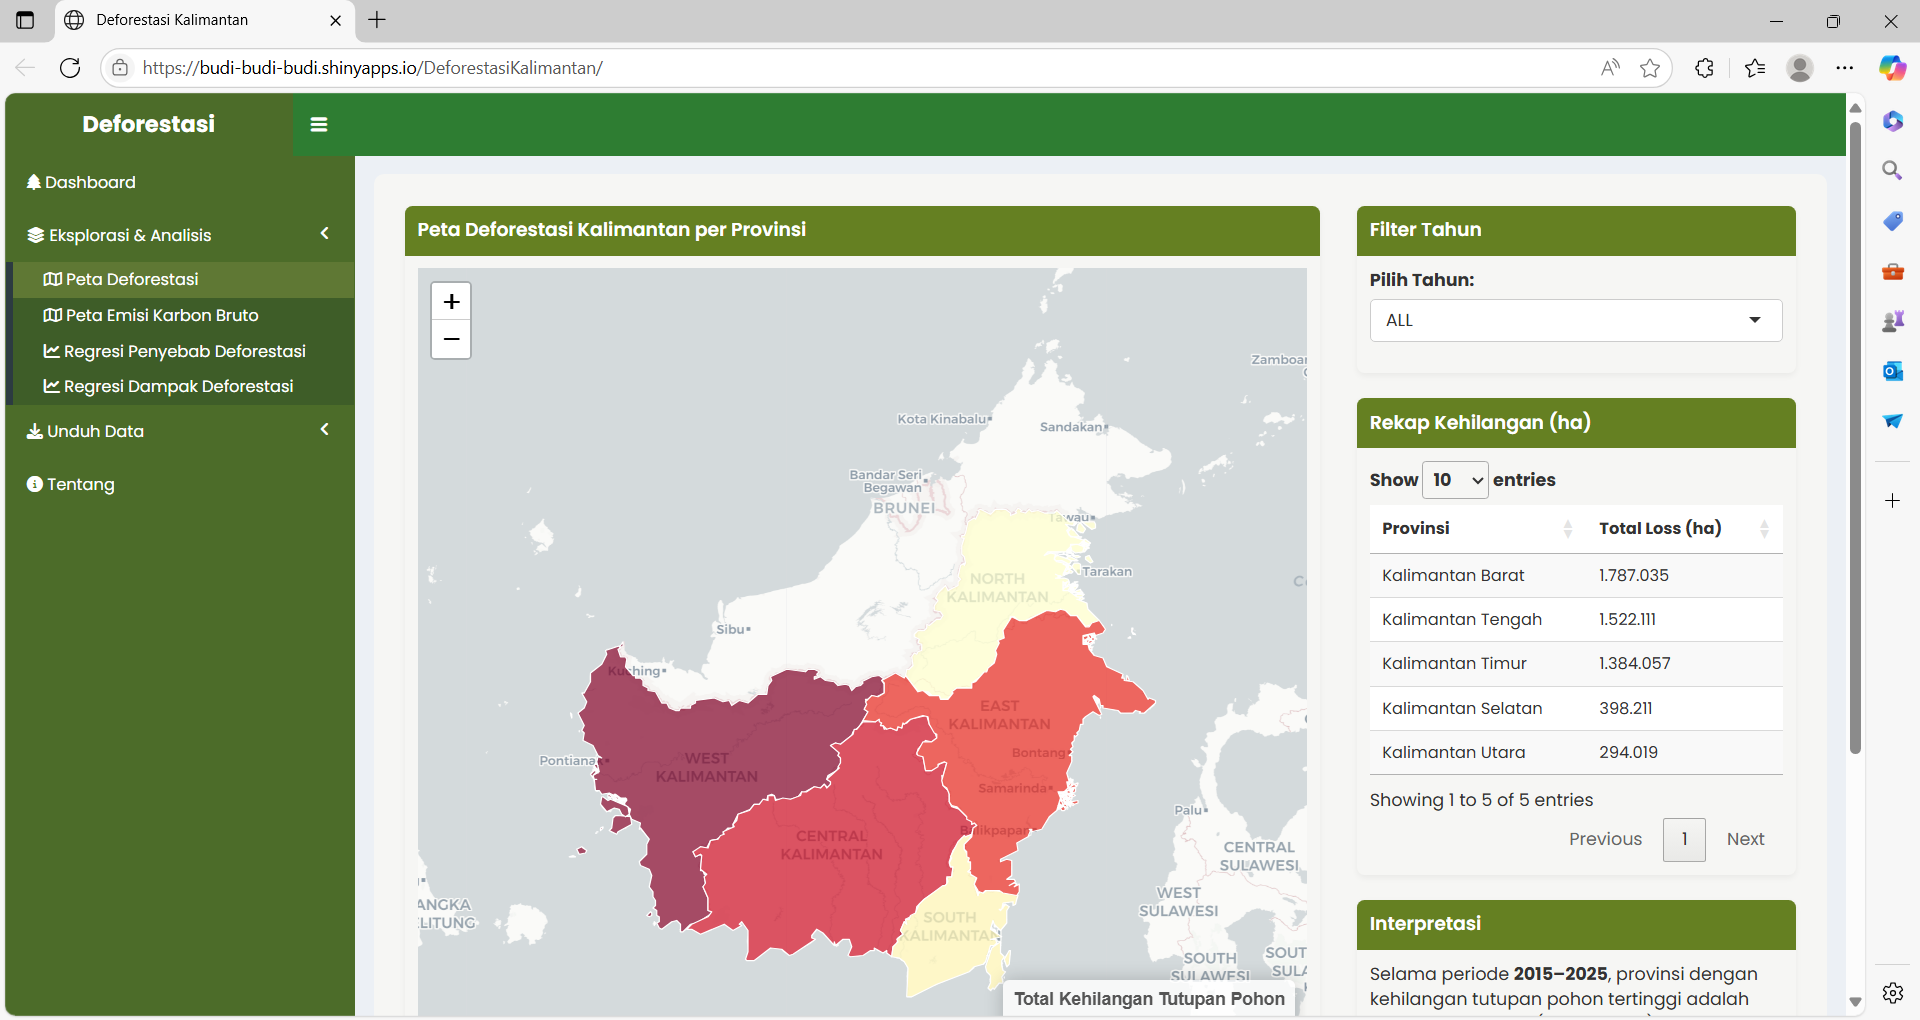 Deforestasi Kalimantan
https://budi-budi-budi.shinyapps.io/DeforestasiKalimantan/
Deforestasi
Dashboard
Eksplorasi & Analisis
Peta Deforestasi
Peta Emisi Karbon Bruto
Regresi Penyebab Deforestasi
Regresi Dampak Deforestasi
Unduh Data
Tentang
Peta Deforestasi Kalimantan per Provinsi
+
−
Zamboan
Kota Kinabalu
Sandakan
Bandar Seri
Begawan
BRUNEI
Tawau
Tarakan
NORTH
KALIMANTAN
Sibu
Kuching
EAST
KALIMANTAN
Bontang
Pontiana
WEST
KALIMANTAN
Samarinda
Balikpapan
Palu
CENTRAL
KALIMANTAN
CENTRAL
SULAWESI
WEST
SULAWESI
ANGKA
LITUNG
SOUTH
KALIMANTAN
SOUTH
SULAWESI
SOUT
SULA
Total Kehilangan Tutupan Pohon
Filter Tahun
Pilih Tahun:
ALL
Rekap Kehilangan (ha)
Show 10 entries
Provinsi Total Loss (ha)
Kalimantan Barat 1.787.035
Kalimantan Tengah 1.522.111
Kalimantan Timur 1.384.057
Kalimantan Selatan 398.211
Kalimantan Utara 294.019
Showing 1 to 5 of 5 entries
Previous 1 Next
Interpretasi
Selama periode 2015–2025, provinsi dengan
kehilangan tutupan pohon tertinggi adalah